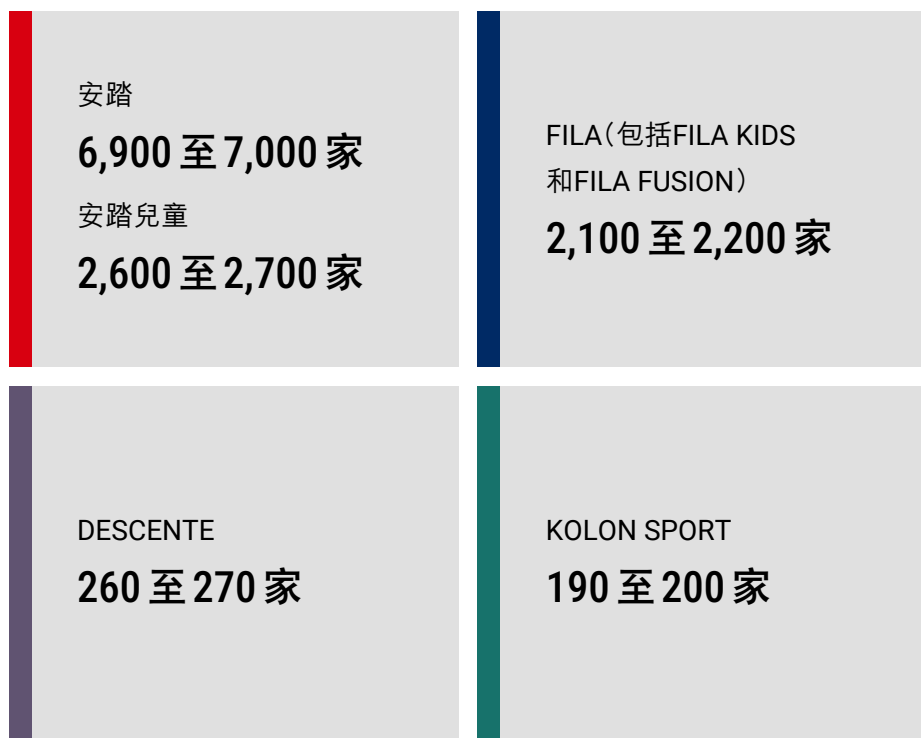 安踏
6,900 至 7,000 家
安踏兒童
2,600 至 2,700 家
FILA（包括FILA KIDS
和FILA FUSION）
2,100 至 2,200 家
DESCENTE
260 至 270 家
KOLON SPORT
190 至 200 家